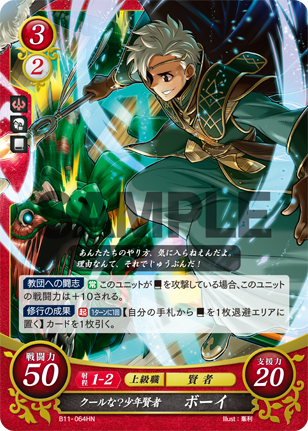 3
2
SAMPLE
あんたたちのやり方、気に入らねえんだよ。
理由なんて、それでじゅうぶんだ！
教団への闘志 常 このユニットが■を攻撃している場合、このユニット
の戦闘力は+10される。
修行の成果 起 1ターンに1回 【自分の手札から■を1枚退避エリアに
置く】カードを1枚引く。
戦闘力
50
射程 1-2 上級職 賢者
支援力
20
クールな？少年賢者 ボーイ
B11-064HN
Illust：